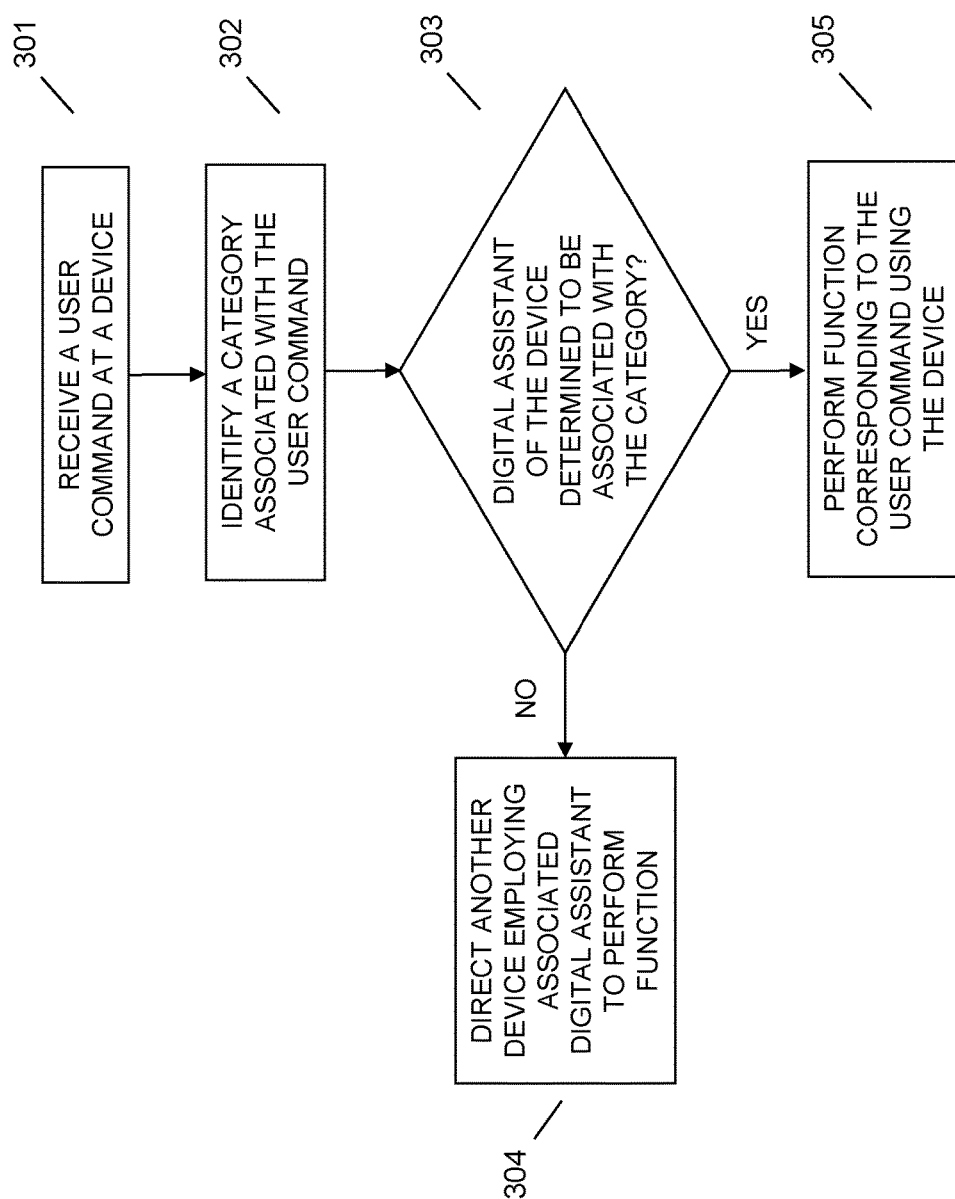 301
RECEIVE A USER
COMMAND AT A DEVICE
302
IDENTIFY A CATEGORY
ASSOCIATED WITH THE
USER COMMAND
303
DIGITAL ASSISTANT
OF THE DEVICE
DETERMINED TO BE
ASSOCIATED WITH
THE CATEGORY?
NO
304
DIRECT ANOTHER
DEVICE EMPLOYING
ASSOCIATED
DIGITAL ASSISTANT
TO PERFORM
FUNCTION
YES
305
PERFORM FUNCTION
CORRESPONDING TO THE
USER COMMAND USING
THE DEVICE